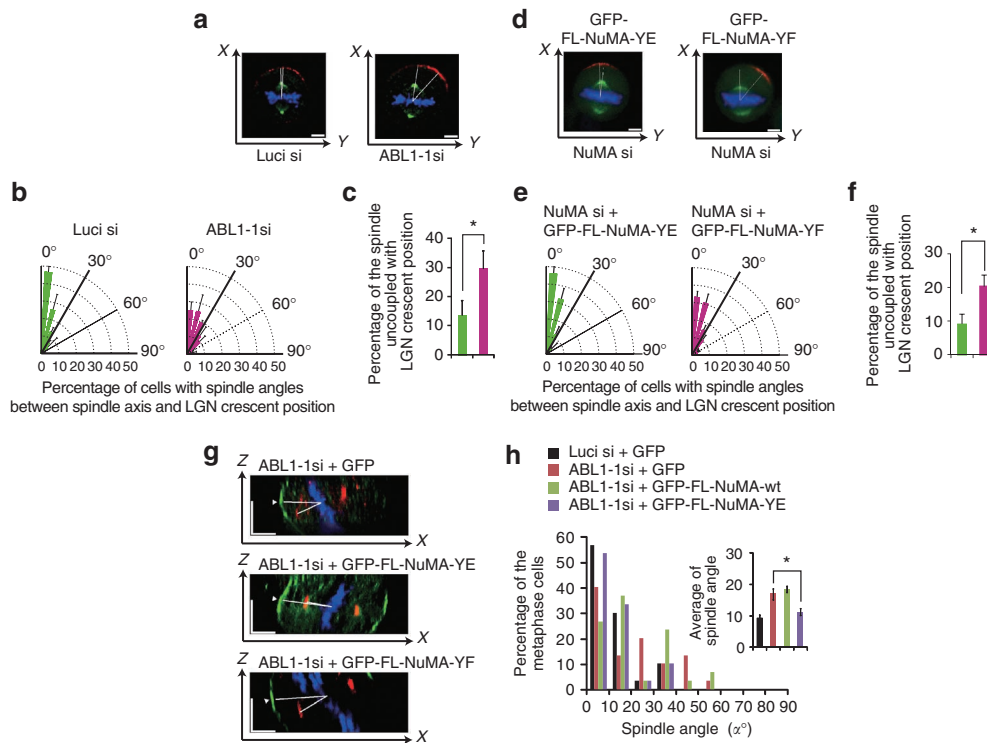 a
X
Y
Luci si
X
Y
ABL1-1si
d
GFP-
FL-NuMA-YE
X
Y
NuMA si
GFP-
FL-NuMA-YF
X
Y
NuMA si
b
Luci si
0°
30°
60°
90°
0 10 20 30 40 50
ABL1-1si
0°
30°
60°
90°
0 10 20 30 40 50
Percentage of cells with spindle angles
between spindle axis and LGN crescent position
c
Percentage of the spindle
uncoupled with
LGN crescent position
40
30
20
10
0
*
e
NuMA si +
GFP-FL-NuMA-YE
0°
30°
60°
90°
0 10 20 30 40 50
NuMA si +
GFP-FL-NuMA-YF
0°
30°
60°
90°
0 10 20 30 40 50
Percentage of cells with spindle angles
between spindle axis and LGN crescent position
f
Percentage of the spindle
uncoupled with
LGN crescent position
30
20
10
0
*
g
Z
ABL1-1si + GFP
X
Z
ABL1-1si + GFP-FL-NuMA-YE
X
Z
ABL1-1si + GFP-FL-NuMA-YF
X
h
Luci si + GFP
ABL1-1si + GFP
ABL1-1si + GFP-FL-NuMA-wt
ABL1-1si + GFP-FL-NuMA-YE
Percentage of the
metaphase cells
60
50
40
30
20
10
0
0 10 20 30 40 50 60 70 80 90
Spindle angle (α°)
Average of
spindle angle
30
20
10
0
*